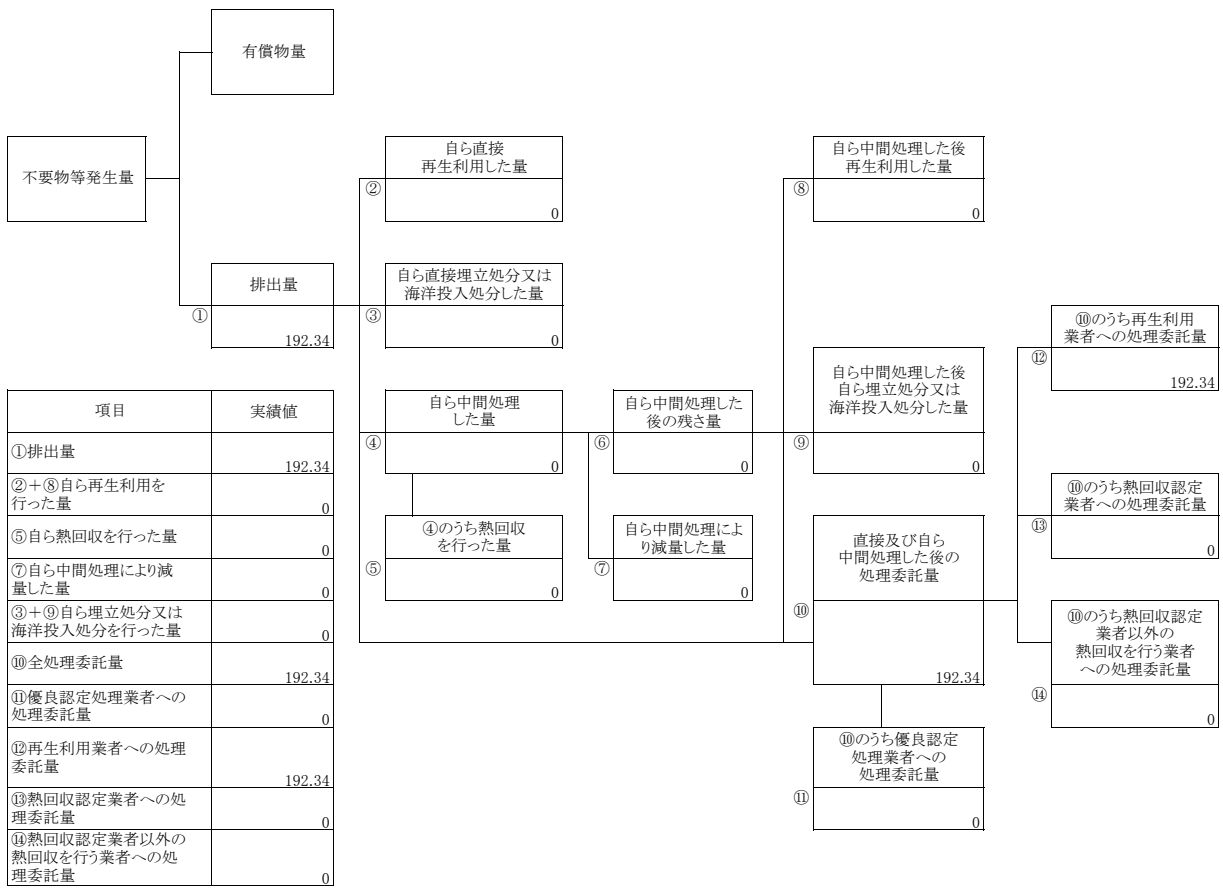 有償物量
不要物等発生量
自ら直接
再生利用した量
②
0
自ら中間処理した後
再生利用した量
⑧
0
排出量
①
192.34
自ら直接埋立処分又は
海洋投入処分した量
③
0
⑩のうち再生利用
業者への処理委託量
⑫
192.34
自ら中間処理
した量
④
0
自ら中間処理した
後の残さ量
⑥
0
自ら中間処理した後
自ら埋立処分又は
海洋投入処分した量
⑨
0
⑩のうち熱回収認定
業者への処理委託量
⑬
0
④のうち熱回収
を行った量
⑤
0
自ら中間処理によ
り減量した量
⑦
0
直接及び自ら
中間処理した後の
処理委託量
⑩
192.34
⑩のうち熱回収認定
業者以外の
熱回収を行う業者
への処理委託量
⑭
0
⑩のうち優良認定
処理業者への
処理委託量
⑪
0
項目 実績値
①排出量
192.34
②+⑧自ら再生利用を
行った量
0
⑤自ら熱回収を行った量
0
⑦自ら中間処理により減
量した量
0
③+⑨自ら埋立処分又は
海洋投入処分を行った量
0
⑩全処理委託量
192.34
⑪優良認定処理業者への
処理委託量
0
⑫再生利用業者への処理
委託量
192.34
⑬熱回収認定業者への処
理委託量
0
⑭熱回収認定業者以外の
熱回収を行う業者への処
理委託量
0